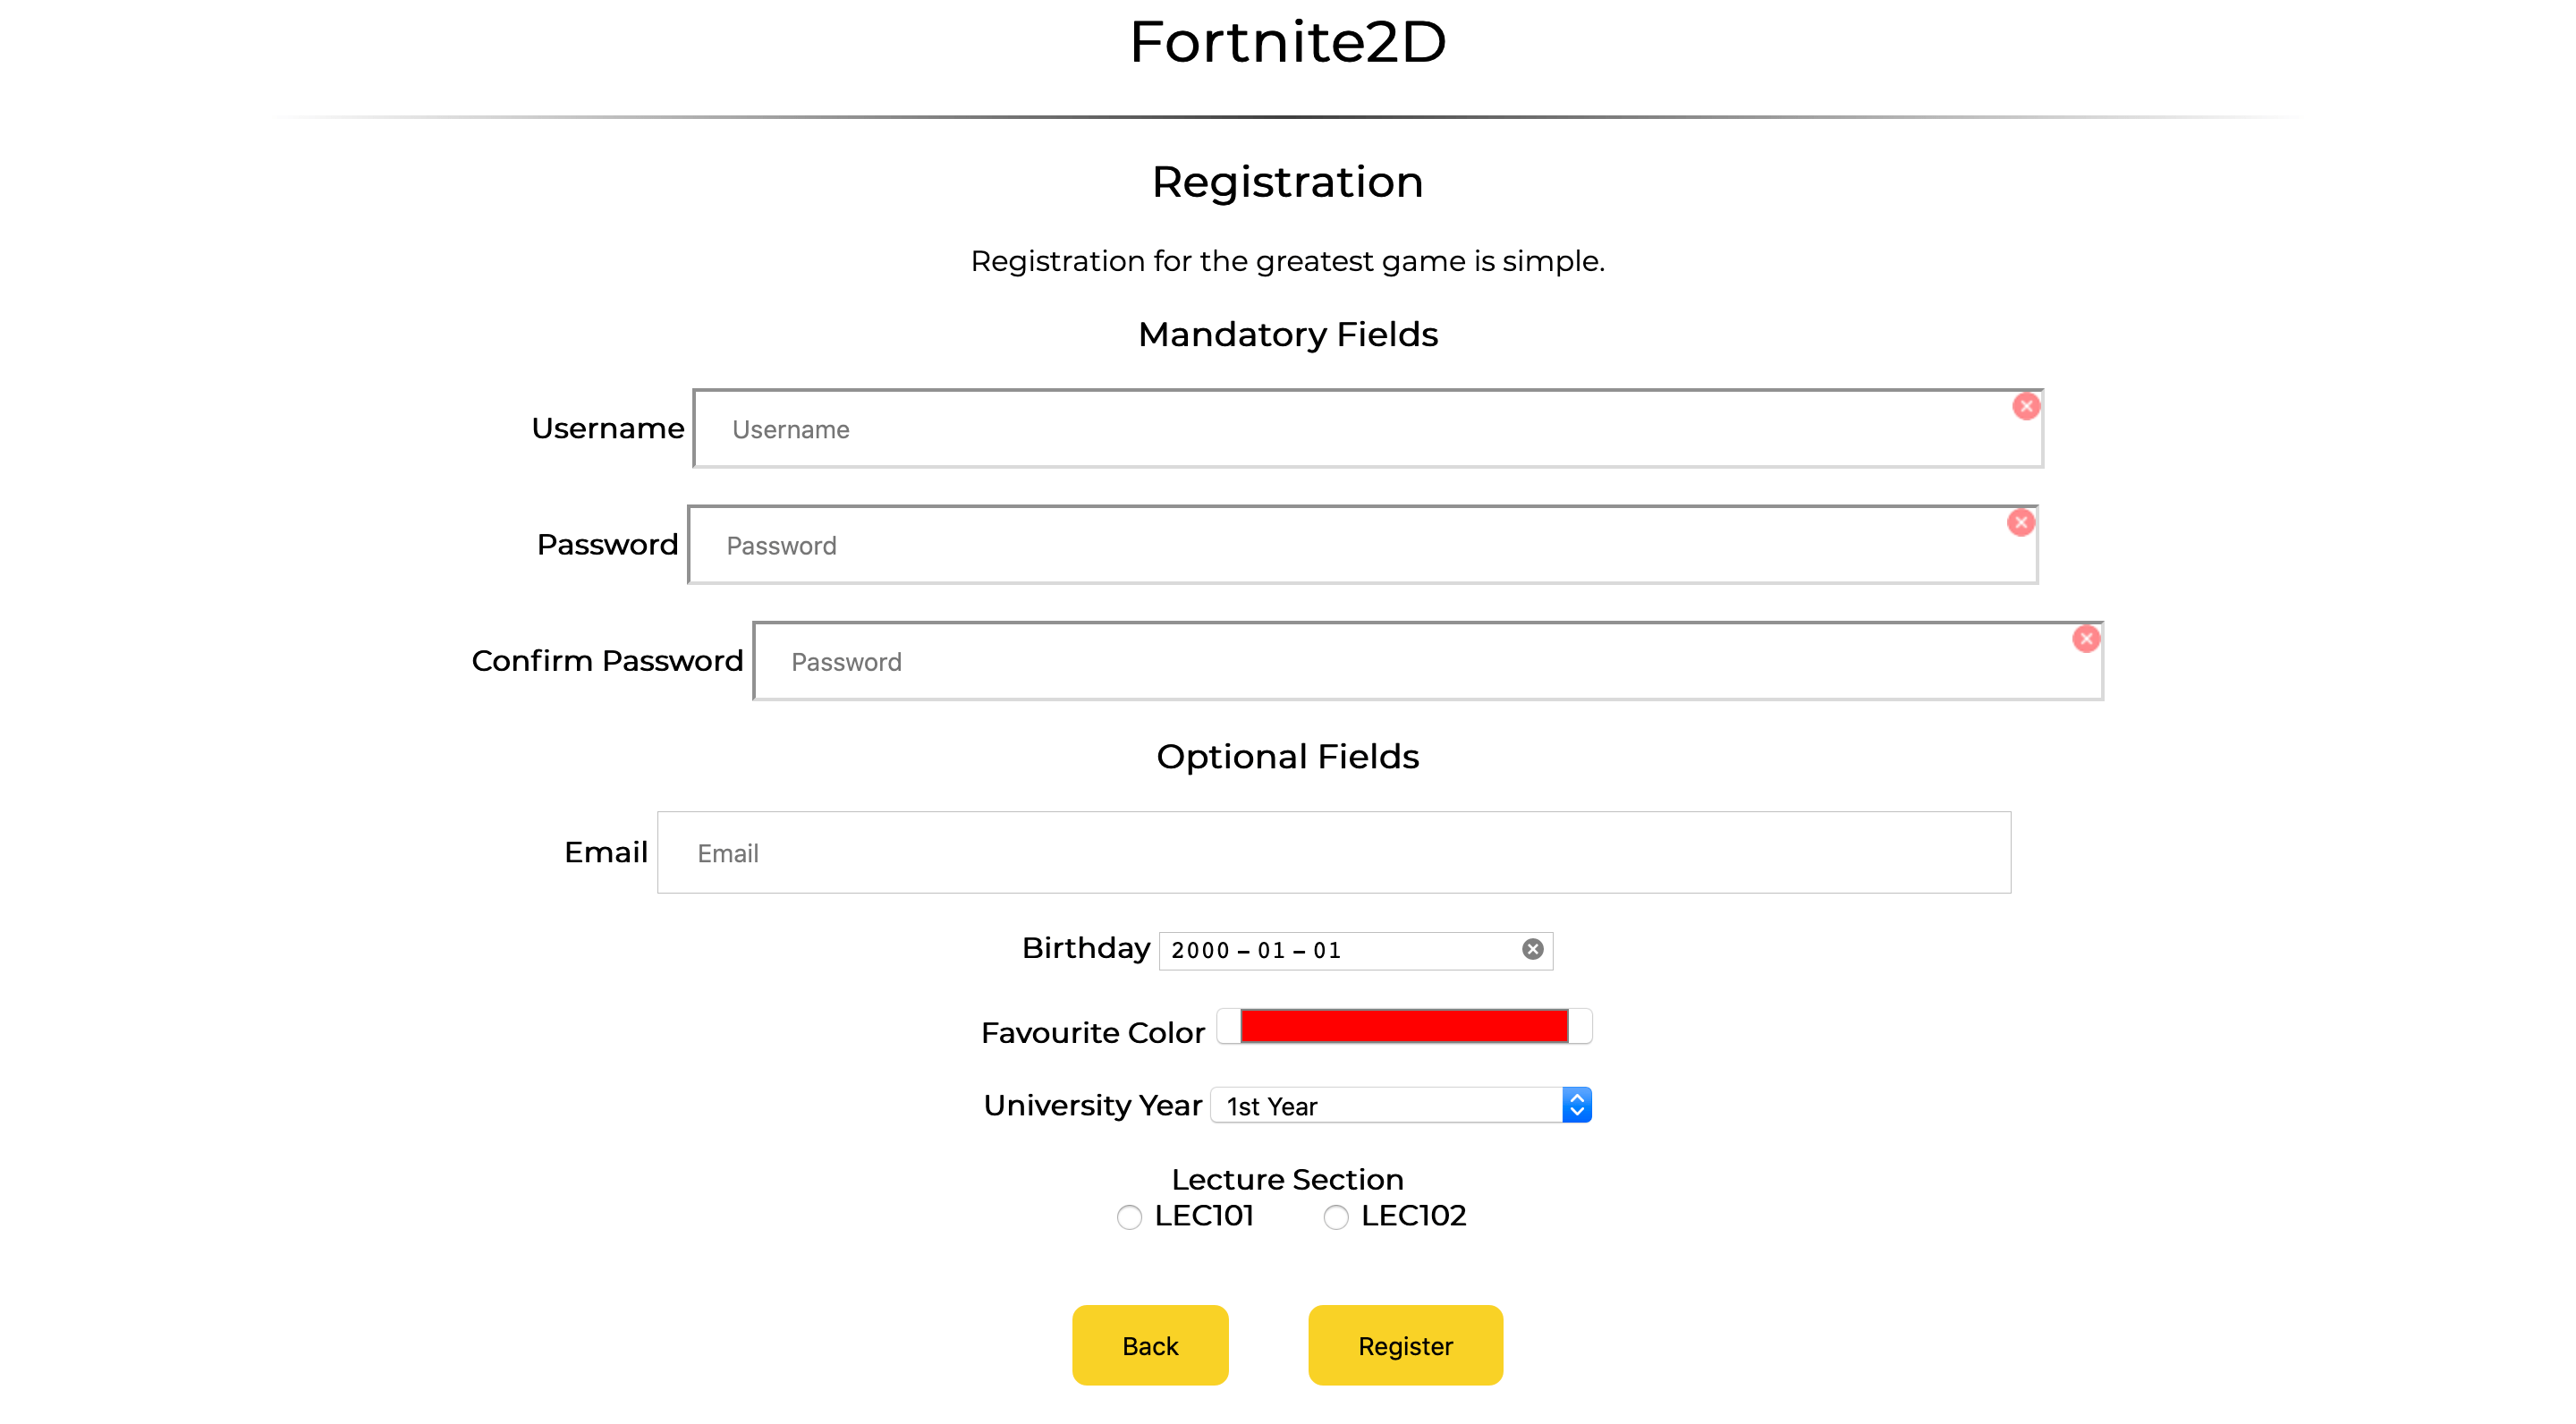 Fortnite2D
Registration
Registration for the greatest game is simple.
Mandatory Fields
Username Username
Password Password
Confirm Password Password
Optional Fields
Email Email
Birthday 2000-01-01
Favourite Color
University Year 1st Year
Lecture Section
LEC101 LEC102
Back Register